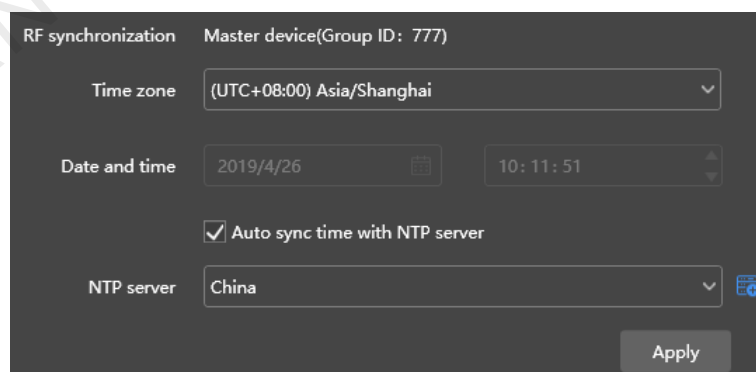 RF synchronization Master device(Group ID: 777)
Time zone (UTC+08:00) Asia/Shanghai
Date and time 2019/4/26 10:11:51
Auto sync time with NTP server
NTP server China
Apply